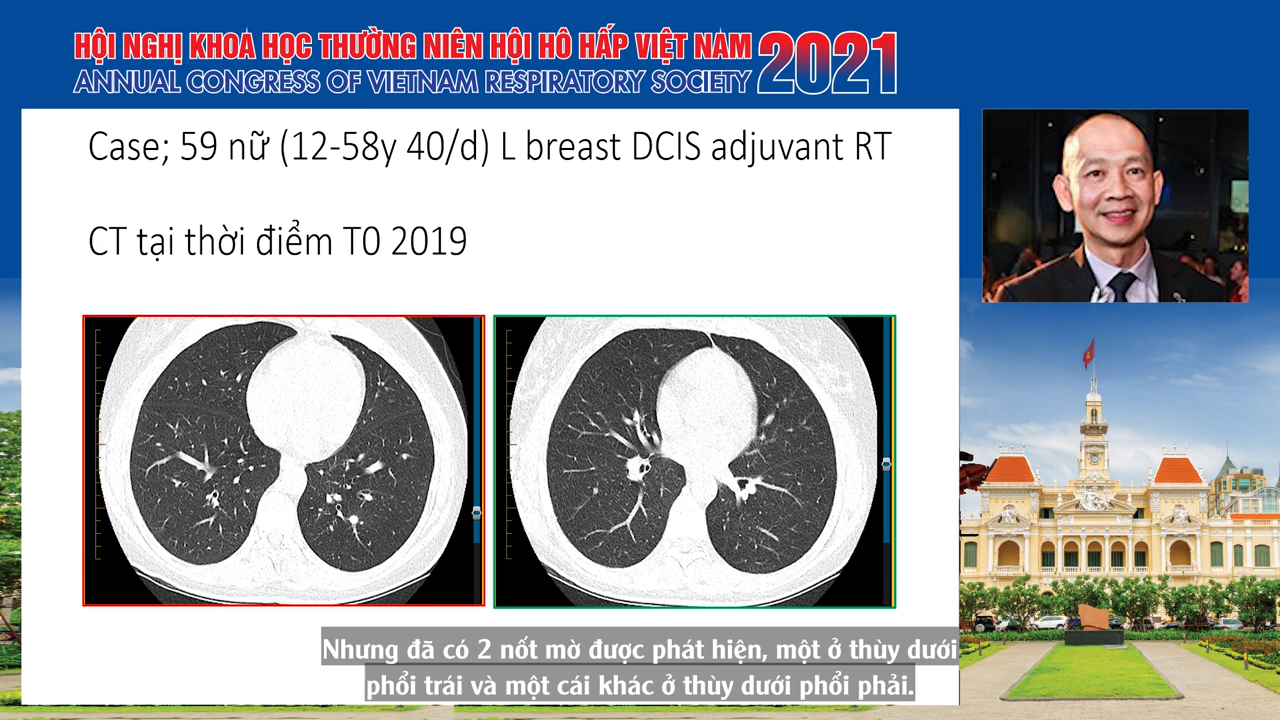 HỘI NGHỊ KHOA HỌC THƯỜNG NIÊN HỘI HÔ HẤP VIỆT NAM 2021
ANNUAL CONGRESS OF VIETNAM RESPIRATORY SOCIETY
Case; 59 nữ (12-58y 40/d) L breast DCIS adjuvant RT
CT tại thời điểm T0 2019
Nhưng đã có 2 nốt mờ được phát hiện, một ở thùy dưới
phổi trái và một cái khác ở thùy dưới phổi phải.